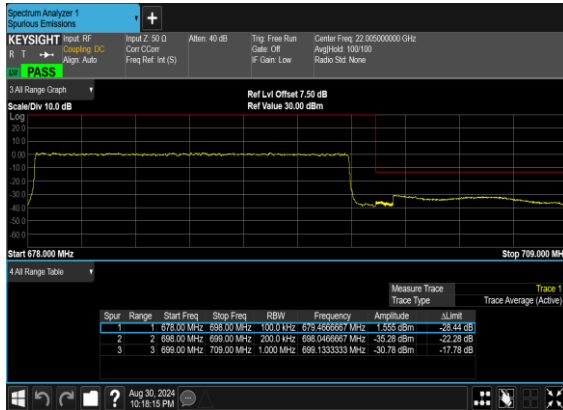 Spectrum Analyzer 1
Spurious Emissions
KEYSIGHT Input: RF Input Z: 50 Ω Atten: 40 dB Trig: Free Run Center Freq: 22.005000000 GHz
R T Coupling: DC Corr CCorr Gate: Off Avg|Hold: 100/100
Align: Auto Freq Ref: Int (S) IF Gain: Low Radio Std: None
PASS
3 All Range Graph
Ref Lvl Offset 7.50 dB
Scale/Div 10.0 dB Ref Value 30.00 dBm
Log
20.0
10.0
0.00
-10.0
-20.0
-30.0
-40.0
-50.0
-60.0
Start 678.000 MHz Stop 709.000 MH
4 All Range Table
Measure Trace Trace 1
Trace Type Trace Average (Active)
Spur Range Start Freq Stop Freq RBW Frequency Amplitude ΔLimit
1 1 678.00 MHz 698.00 MHz 100.0 kHz 679.4666667 MHz 1.555 dBm -28.44 dB
2 2 698.00 MHz 699.00 MHz 200.0 kHz 698.0466667 MHz -35.28 dBm -22.28 dB
3 3 699.00 MHz 709.00 MHz 1.000 MHz 699.1333333 MHz -30.78 dBm -17.78 dB
Aug 30, 2024
10:18:15 PM